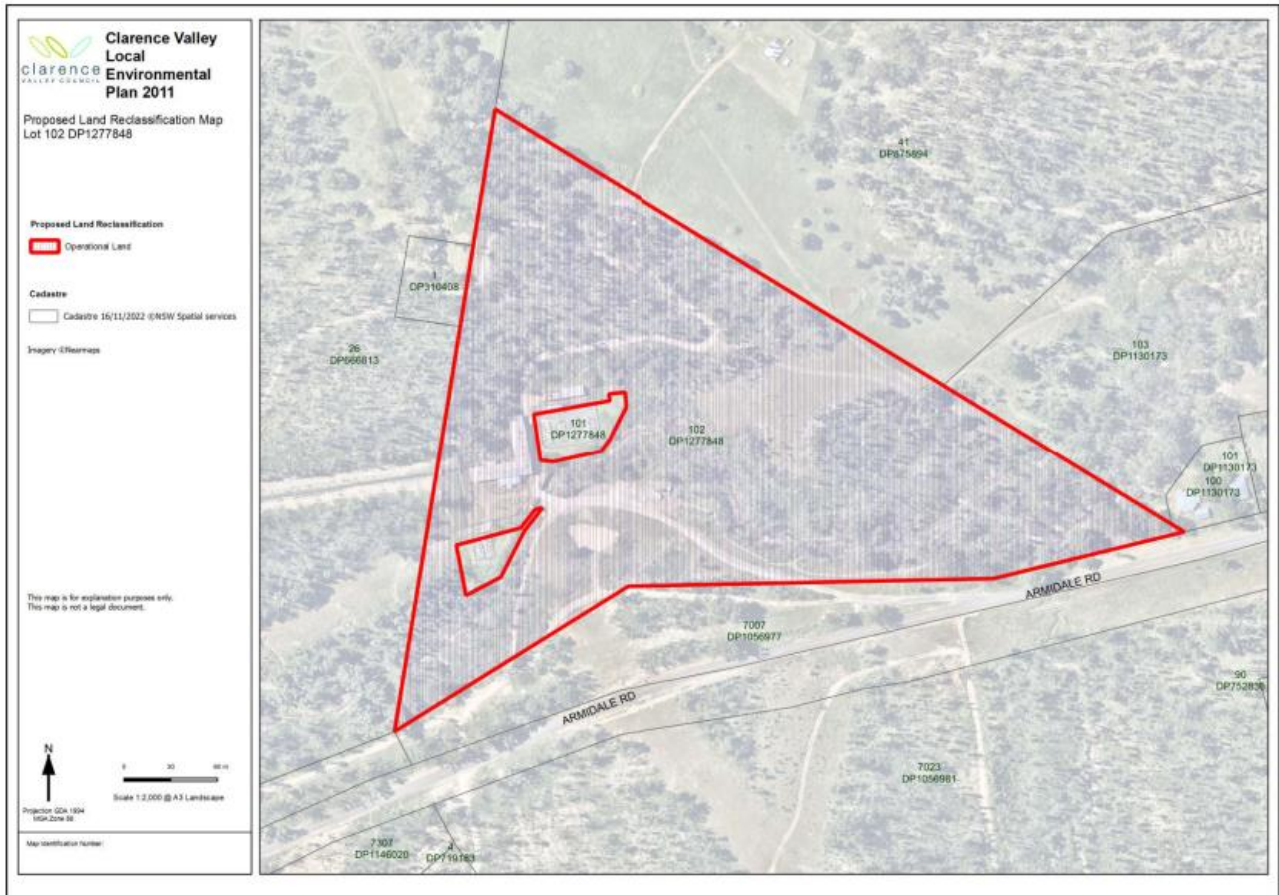 clarence
VALLEY COUNCIL
Clarence Valley
Local
Environmental
Plan 2011
Proposed Land Reclassification Map
Lot 102 DP1277848
Proposed Land Reclassification
Operational Land
Cadastre
Cadastre 16/11/2022 ©NSW Spatial services
Imagery ©Nearmaps
This map is for explanation purposes only.
This map is not a legal document.
N
0 30 60 m
Scale 1:2,000 @ A3 Landscape
Projection GDA 1994
MGA Zone 56
Map Identification Number:
41
DP875894
1
DP310408
26
103
DP1130173
101
DP1277848
102
DP1277848
101
DP1130173
100
DP1130173
ARMIDALE RD
7007
DP1056977
90
ARMIDALE RD
7023
DP1056981
7307
DP1146020
4
DP719183